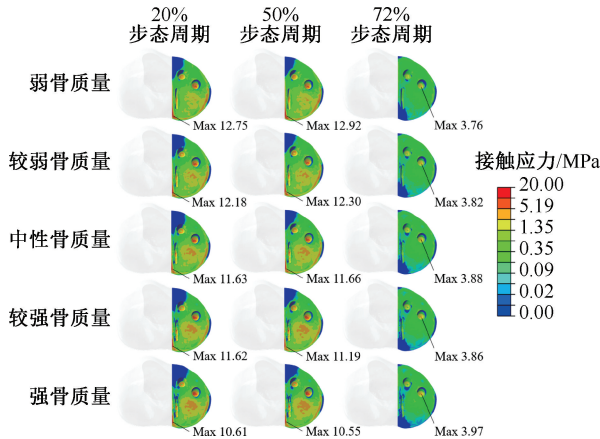 20% 50% 72%
步态周期 步态周期 步态周期
弱骨质量
Max 12.75 Max 12.92 Max 3.76
较弱骨质量
Max 12.18 Max 12.30 Max 3.82
中性骨质量
Max 11.63 Max 11.66 Max 3.88
较强骨质量
Max 11.62 Max 11.19 Max 3.86
强骨质量
Max 10.61 Max 10.55 Max 3.97
接触应力/MPa
20.00
5.19
1.35
0.35
0.09
0.02
0.00